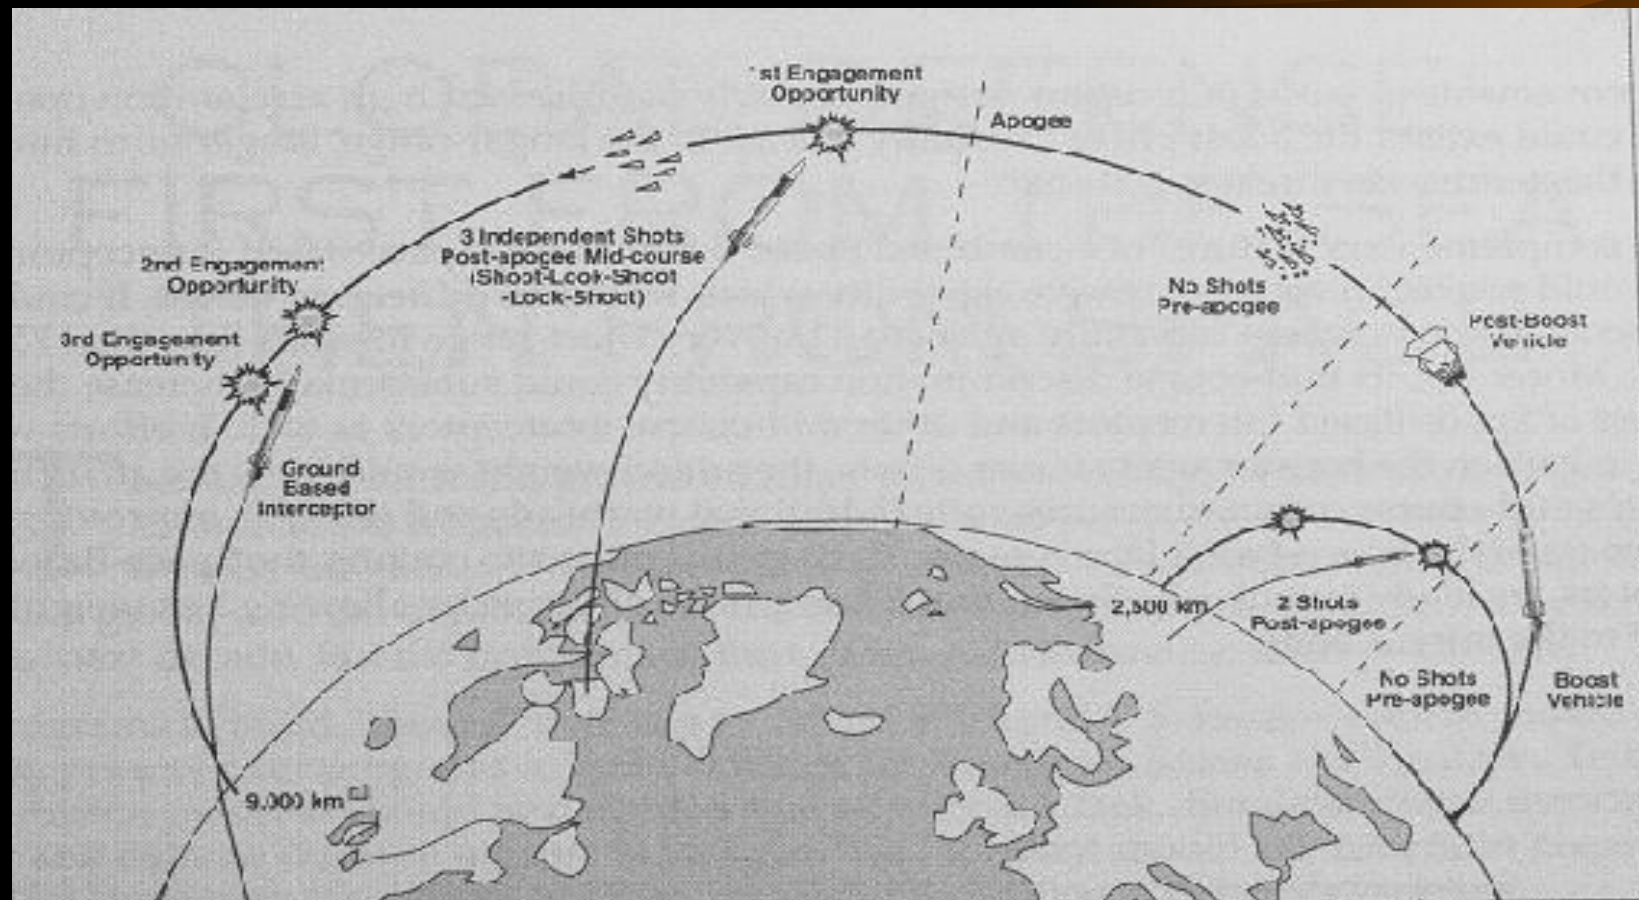 st Engagement
Opportunity
Apogee
3 Independent Shots
Post-apogee Mid-course
(Shoot-Look-Shoot
-Look-Shoot)
2nd Engagement
Opportunity
3rd Engagement
Opportunity
No Shots
Pre-apogee
Post-Boost
Vehicle
Ground
Based
Interceptor
2,500 km
2 Shots
Post-apogee
No Shots
Pre-apogee
Boost
Vehicle
9,000 km